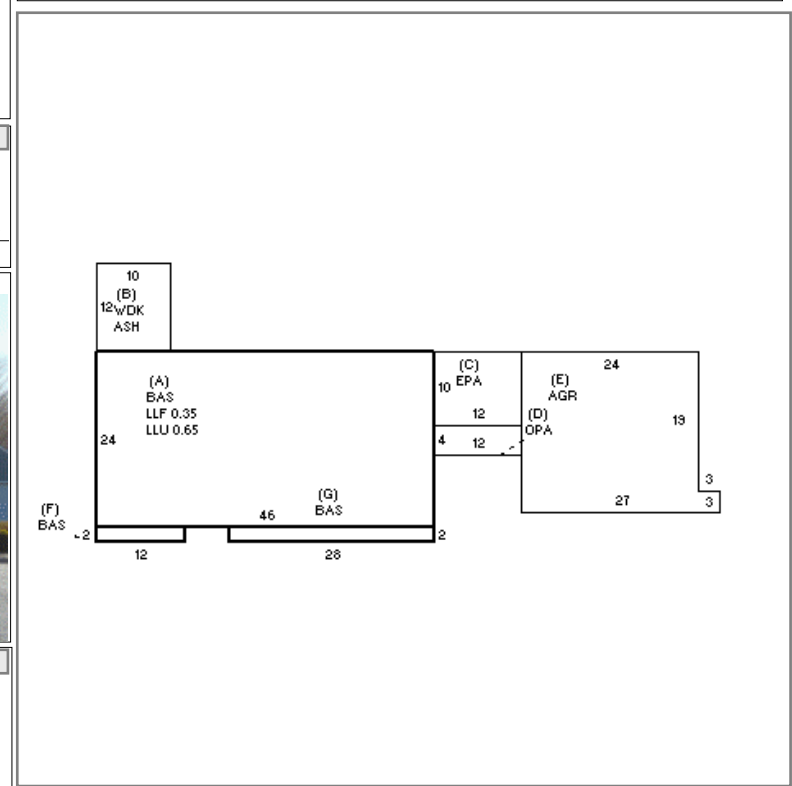 10
(B)
12 WDK
ASH
(A)
BAS
LLF 0.35
LLU 0.65
24
(C)
10 EPA
12
4 12
24
(E)
AGR
(D)
OPA
19
3
3
27
(G)
BAS
46
(F)
BAS
2
12
28
2